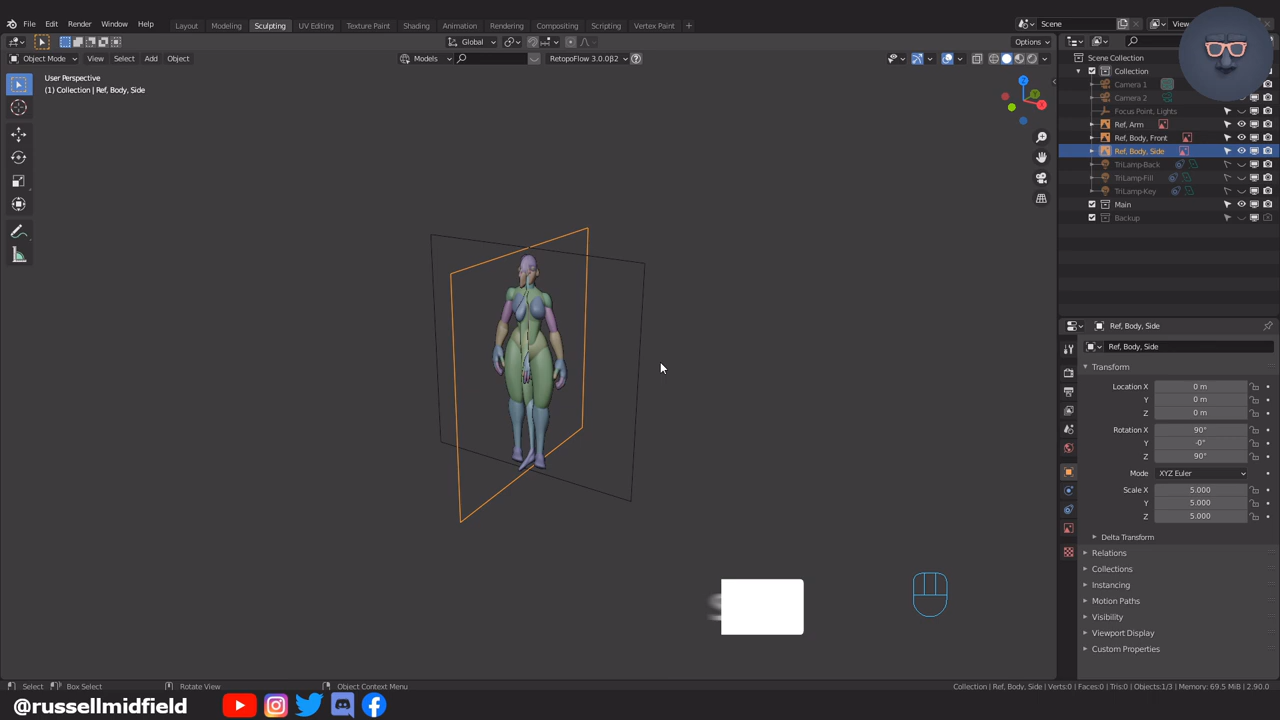 File Edit Render Window Help
Layout Modeling Sculpting UV Editing Texture Paint Shading Animation Rendering Compositing Scripting Vertex Paint +
Scene
Global
Options
Object Mode View Select Add Object
Models
RetopoFlow 3.0.0β2
User Perspective
(1) Collection | Ref, Body, Side
Scene Collection
Collection
Camera 1
Camera 2
Focus Point, Lights
Ref, Arm
Ref, Body, Front
Ref, Body, Side
TriLamp-Back
TriLamp-Fill
TriLamp-Key
Main
Backup
Ref, Body, Side
Ref, Body, Side
Transform
Location X 0 m
Y 0 m
Z 0 m
Rotation X 90°
Y -0°
Z 90°
Mode XYZ Euler
Scale X 5.000
Y 5.000
Z 5.000
Delta Transform
Relations
Collections
Instancing
Motion Paths
Visibility
Viewport Display
Custom Properties
Select Box Select Rotate View Object Context Menu
Collection | Ref, Body, Side | Verts:0 | Faces:0 | Tris:0 | Objects:1/3 | Memory: 69.5 MiB | 2.90.0
@russellmidfield